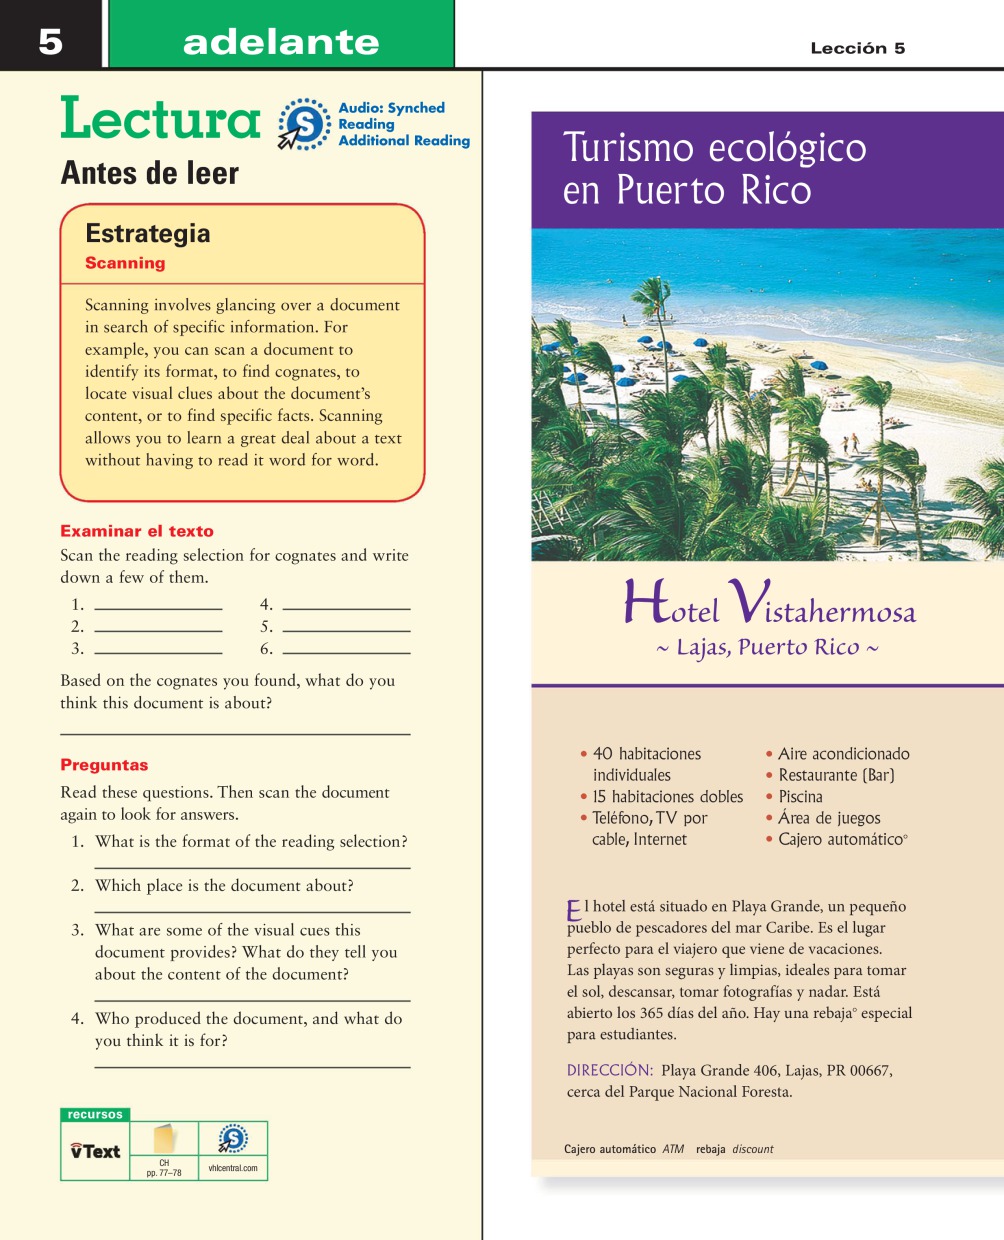 5
adelante
Lección 5
Lectura
Audio: Synched
Reading
Additional Reading
Antes de leer
Estrategia
Scanning
Scanning involves glancing over a document
in search of specific information. For
example, you can scan a document to
identify its format, to find cognates, to
locate visual clues about the document's
content, or to find specific facts. Scanning
allows you to learn a great deal about a text
without having to read it word for word.
Examinar el texto
Scan the reading selection for cognates and write
down a few of them.
1. 4.
2. 5.
3. 6.
Based on the cognates you found, what do you
think this document is about?
Preguntas
Read these questions. Then scan the document
again to look for answers.
1. What is the format of the reading selection?
2. Which place is the document about?
3. What are some of the visual cues this
document provides? What do they tell you
about the content of the document?
4. Who produced the document, and what do
you think it is for?
recursos
vText
CH
pp. 77–78
S
vhlcentral.com
Turismo ecológico
en Puerto Rico
Hotel Vistahermosa
~ Lajas, Puerto Rico ~
• 40 habitaciones
individuales
• 15 habitaciones dobles
• Teléfono, TV por
cable, Internet
• Aire acondicionado
• Restaurante (Bar)
• Piscina
• Área de juegos
• Cajero automático°
El hotel está situado en Playa Grande, un pequeño
pueblo de pescadores del mar Caribe. Es el lugar
perfecto para el viajero que viene de vacaciones.
Las playas son seguras y limpias, ideales para tomar
el sol, descansar, tomar fotografías y nadar. Está
abierto los 365 días del año. Hay una rebaja° especial
para estudiantes.
DIRECCIÓN: Playa Grande 406, Lajas, PR 00667,
cerca del Parque Nacional Foresta.
Cajero automático ATM rebaja discount